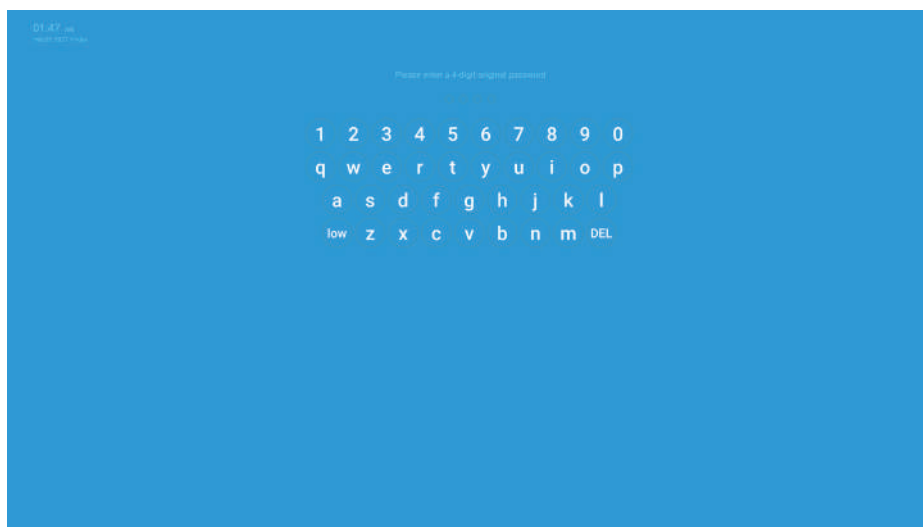 01:47
Please enter a 4-digit original password
1 2 3 4 5 6 7 8 9 0
q w e r t y u i o p
a s d f g h j k l
low z x c v b n m DEL